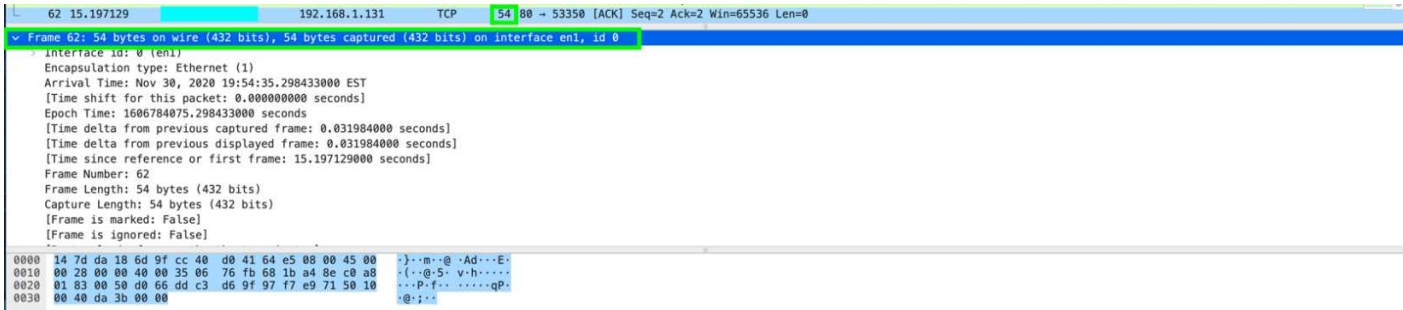 62 15.197129 192.168.1.131 TCP 54 80 → 53350 [ACK] Seq=2 Ack=2 Win=65536 Len=0
Frame 62: 54 bytes on wire (432 bits), 54 bytes captured (432 bits) on interface en1, id 0
Interface id: 0 (en1)
Encapsulation type: Ethernet (1)
Arrival Time: Nov 30, 2020 19:54:35.298433000 EST
[Time shift for this packet: 0.000000000 seconds]
Epoch Time: 1606784075.298433000 seconds
[Time delta from previous captured frame: 0.031984000 seconds]
[Time delta from previous displayed frame: 0.031984000 seconds]
[Time since reference or first frame: 15.197129000 seconds]
Frame Number: 62
Frame Length: 54 bytes (432 bits)
Capture Length: 54 bytes (432 bits)
[Frame is marked: False]
[Frame is ignored: False]
0000 14 7d da 18 6d 9f cc 40 d0 41 64 e5 08 00 45 00 ·}··m··@ ·Ad···E·
0010 00 28 00 00 40 00 35 06 76 fb 68 1b a4 8e c0 a8 ·(··@·5· v·h·····
0020 01 83 00 50 d0 66 dd c3 d6 9f 97 f7 e9 71 50 10 ···P·f·· ·····qP·
0030 00 40 da 3b 00 00 ·@·;··